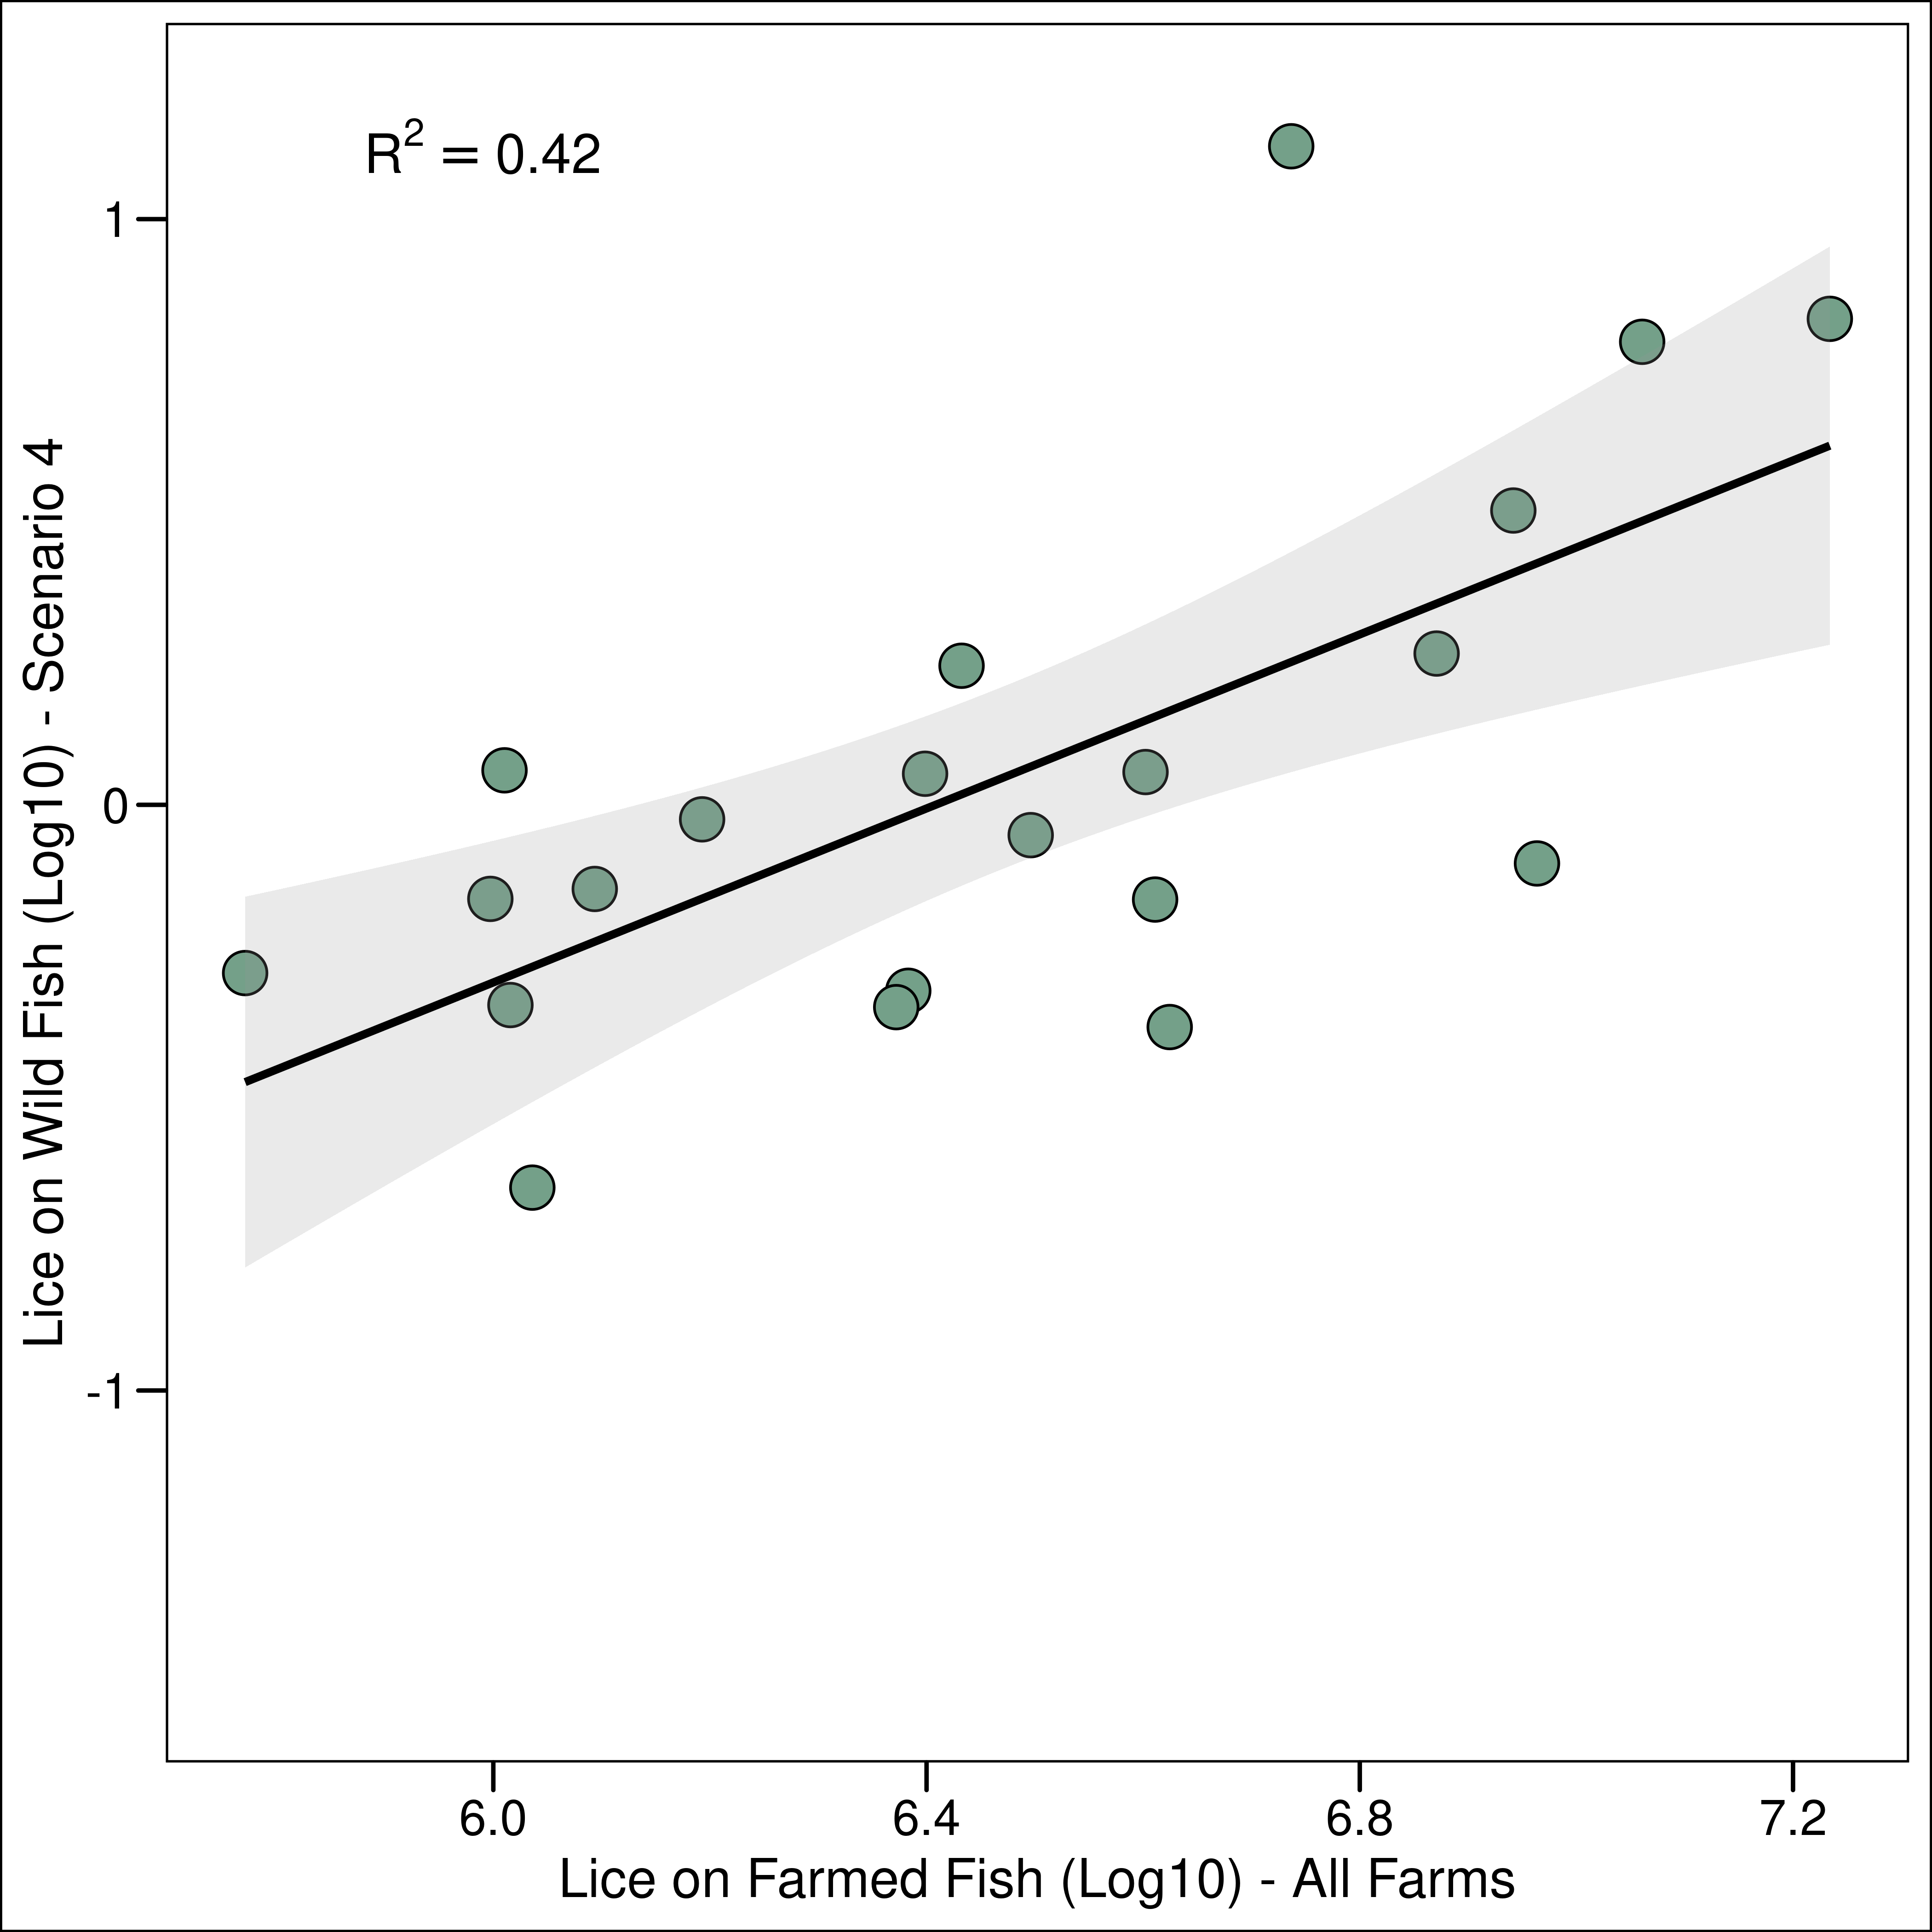 R² = 0.42
1
0
-1
Lice on Wild Fish (Log10) - Scenario 4
6.0 6.4 6.8 7.2
Lice on Farmed Fish (Log10) - All Farms